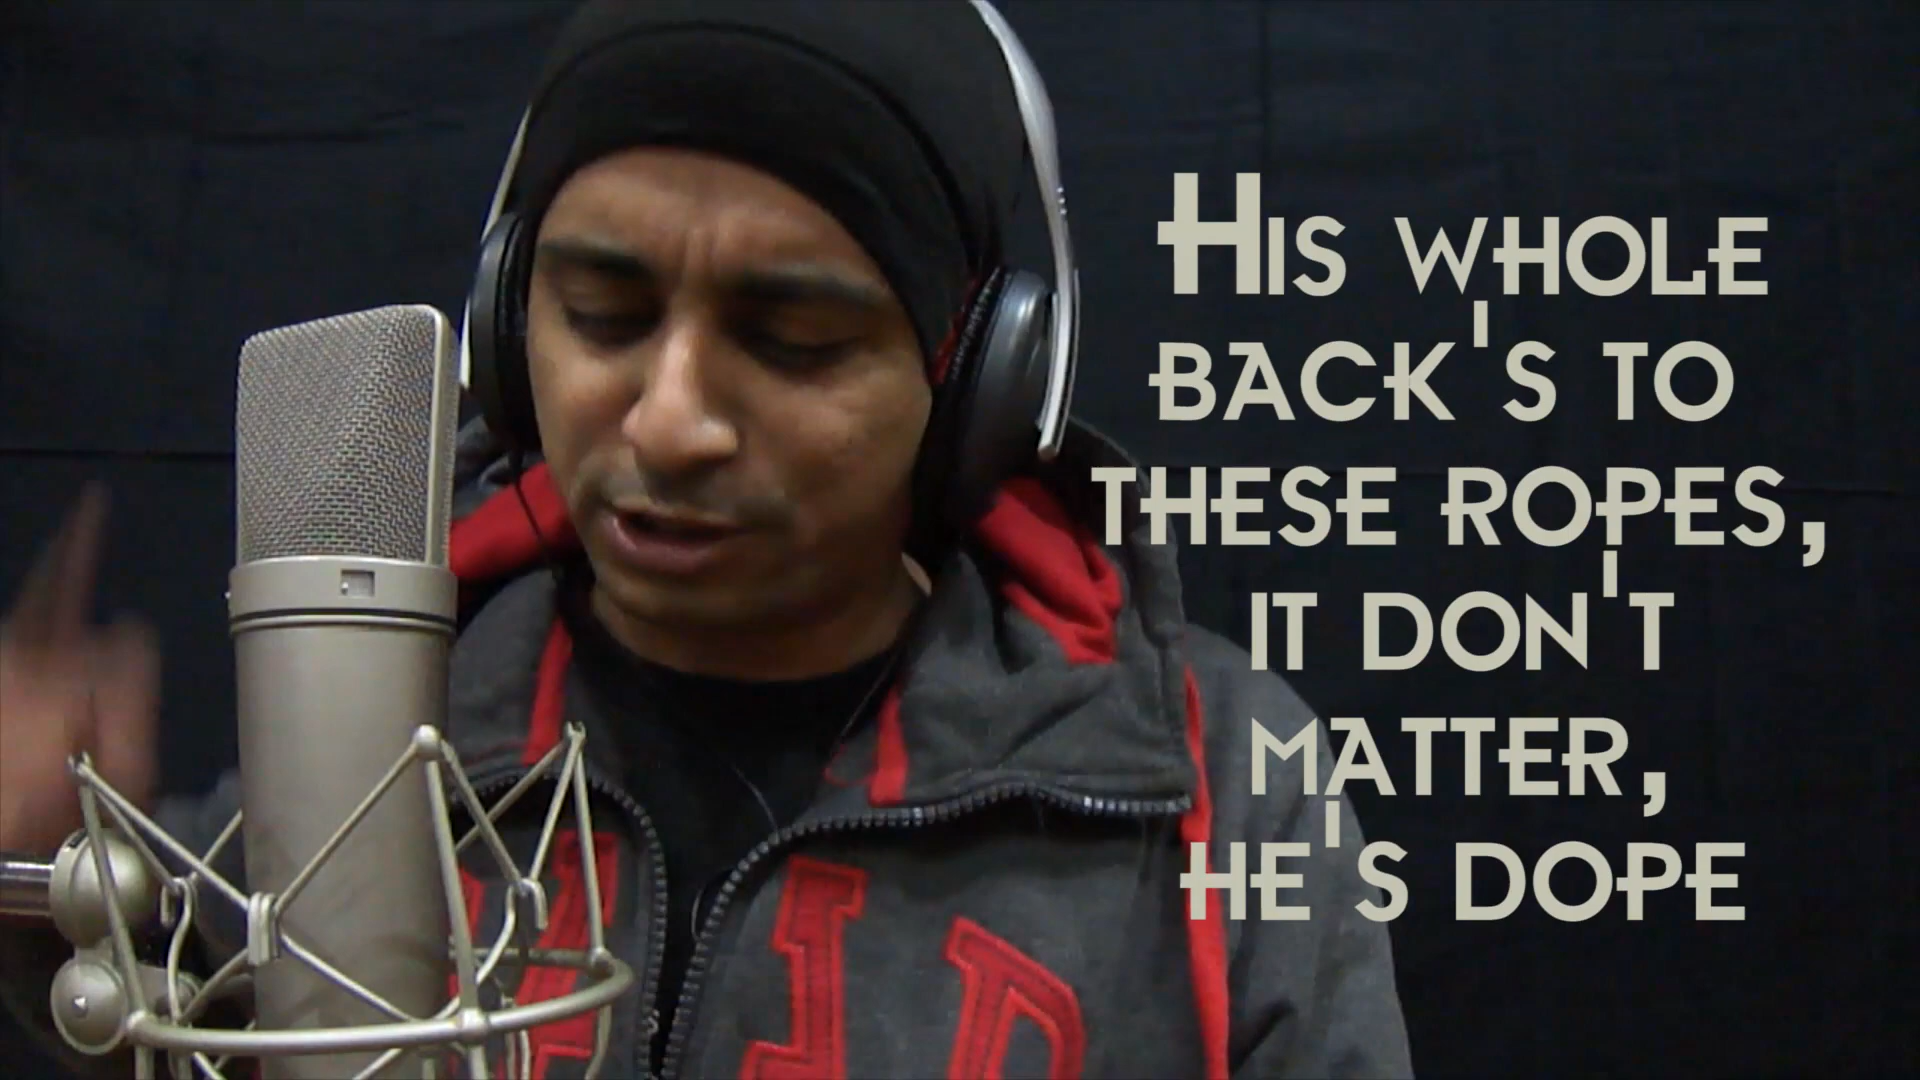 His whole
back's to
these ropes,
it don't
matter,
he's dope